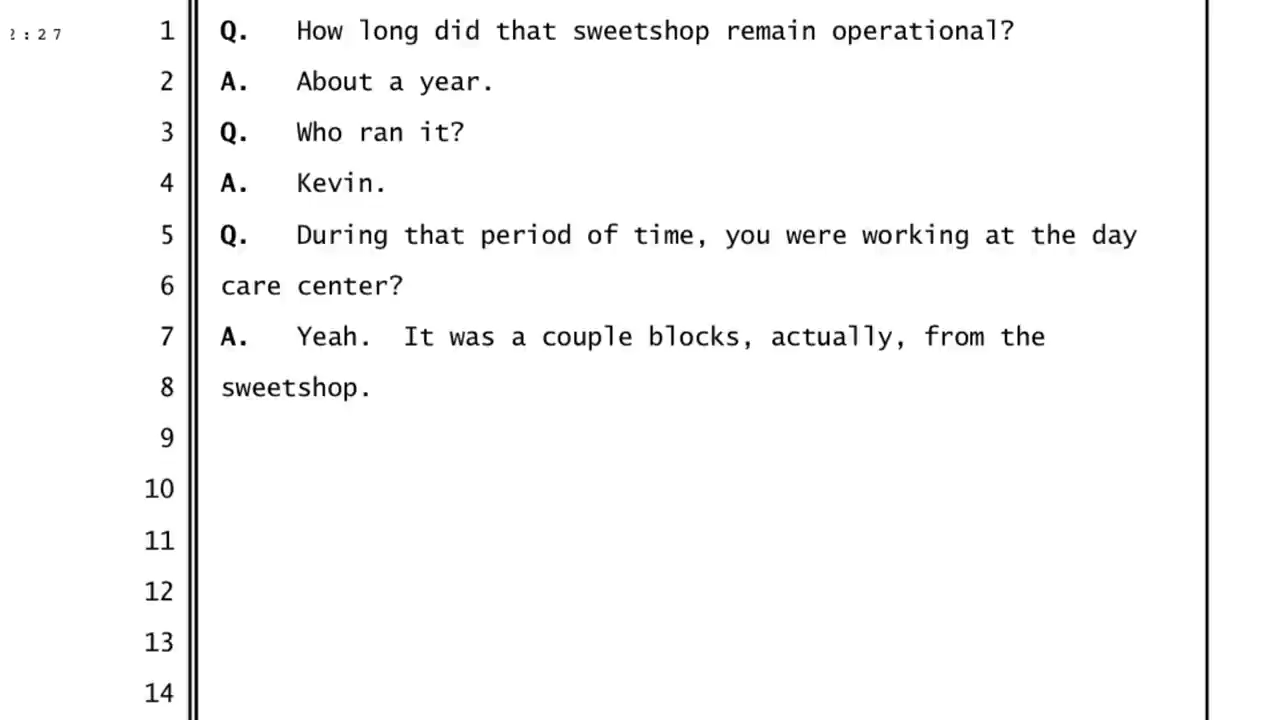 1 Q. How long did that sweetshop remain operational?
2 A. About a year.
3 Q. Who ran it?
4 A. Kevin.
5 Q. During that period of time, you were working at the day
6 care center?
7 A. Yeah. It was a couple blocks, actually, from the
8 sweetshop.
9
10
11
12
13
14